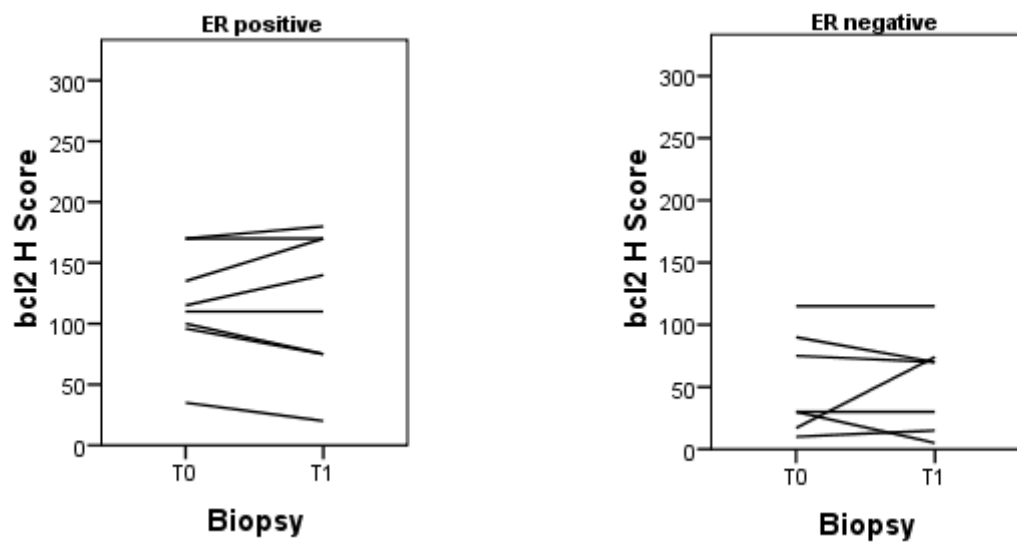 ER positive
bcl2 H Score
300
250
200
150
100
50
0
T0 T1
Biopsy
ER negative
bcl2 H Score
300
250
200
150
100
50
0
T0 T1
Biopsy